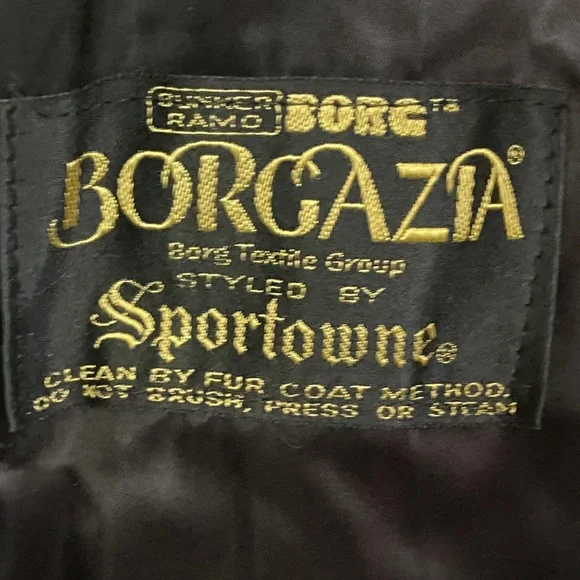 BUNKER RAMO BORG™
BORGAZIA®
Borg Textile Group
STYLED BY
Sportowne®
CLEAN BY FUR COAT METHOD.
DO NOT BRUSH, PRESS OR STEAM